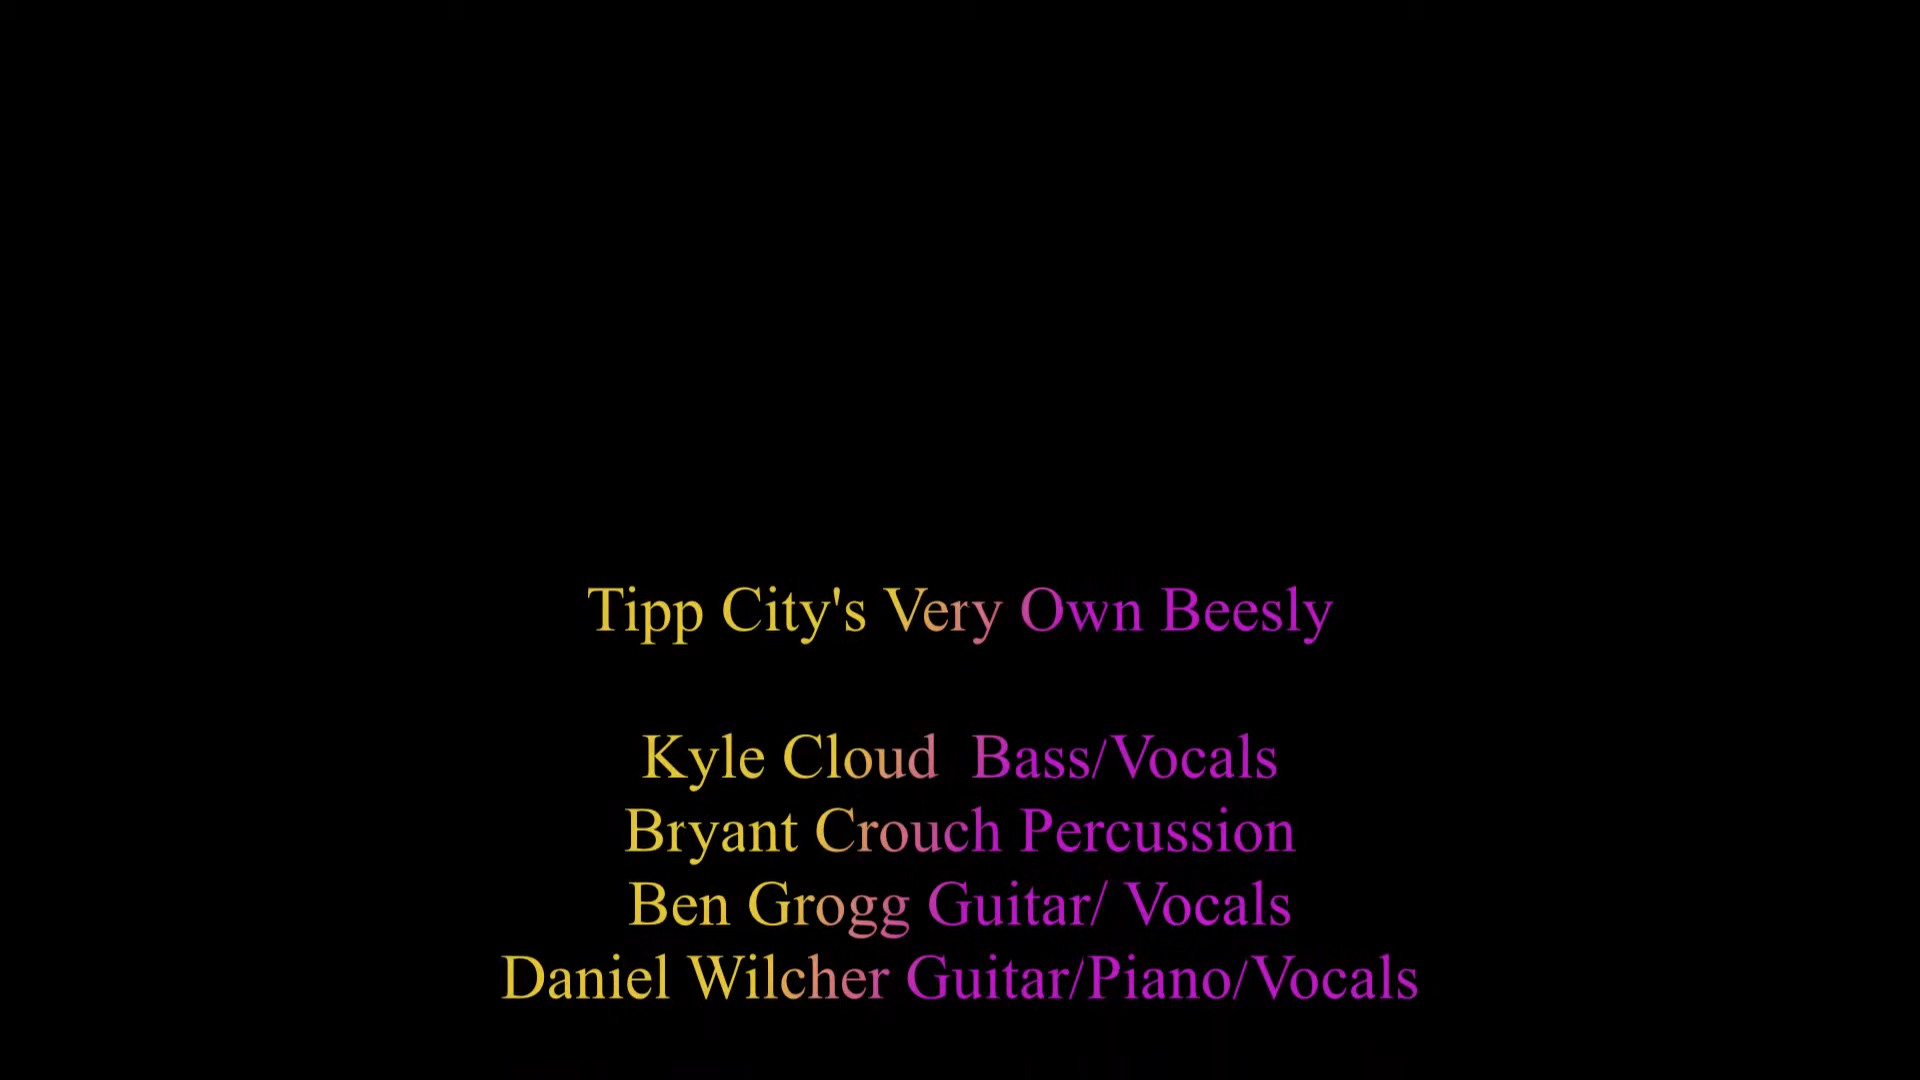 Tipp City's Very Own Beesly
Kyle Cloud  Bass/Vocals
Bryant Crouch Percussion
Ben Grogg Guitar/ Vocals
Daniel Wilcher Guitar/Piano/Vocals